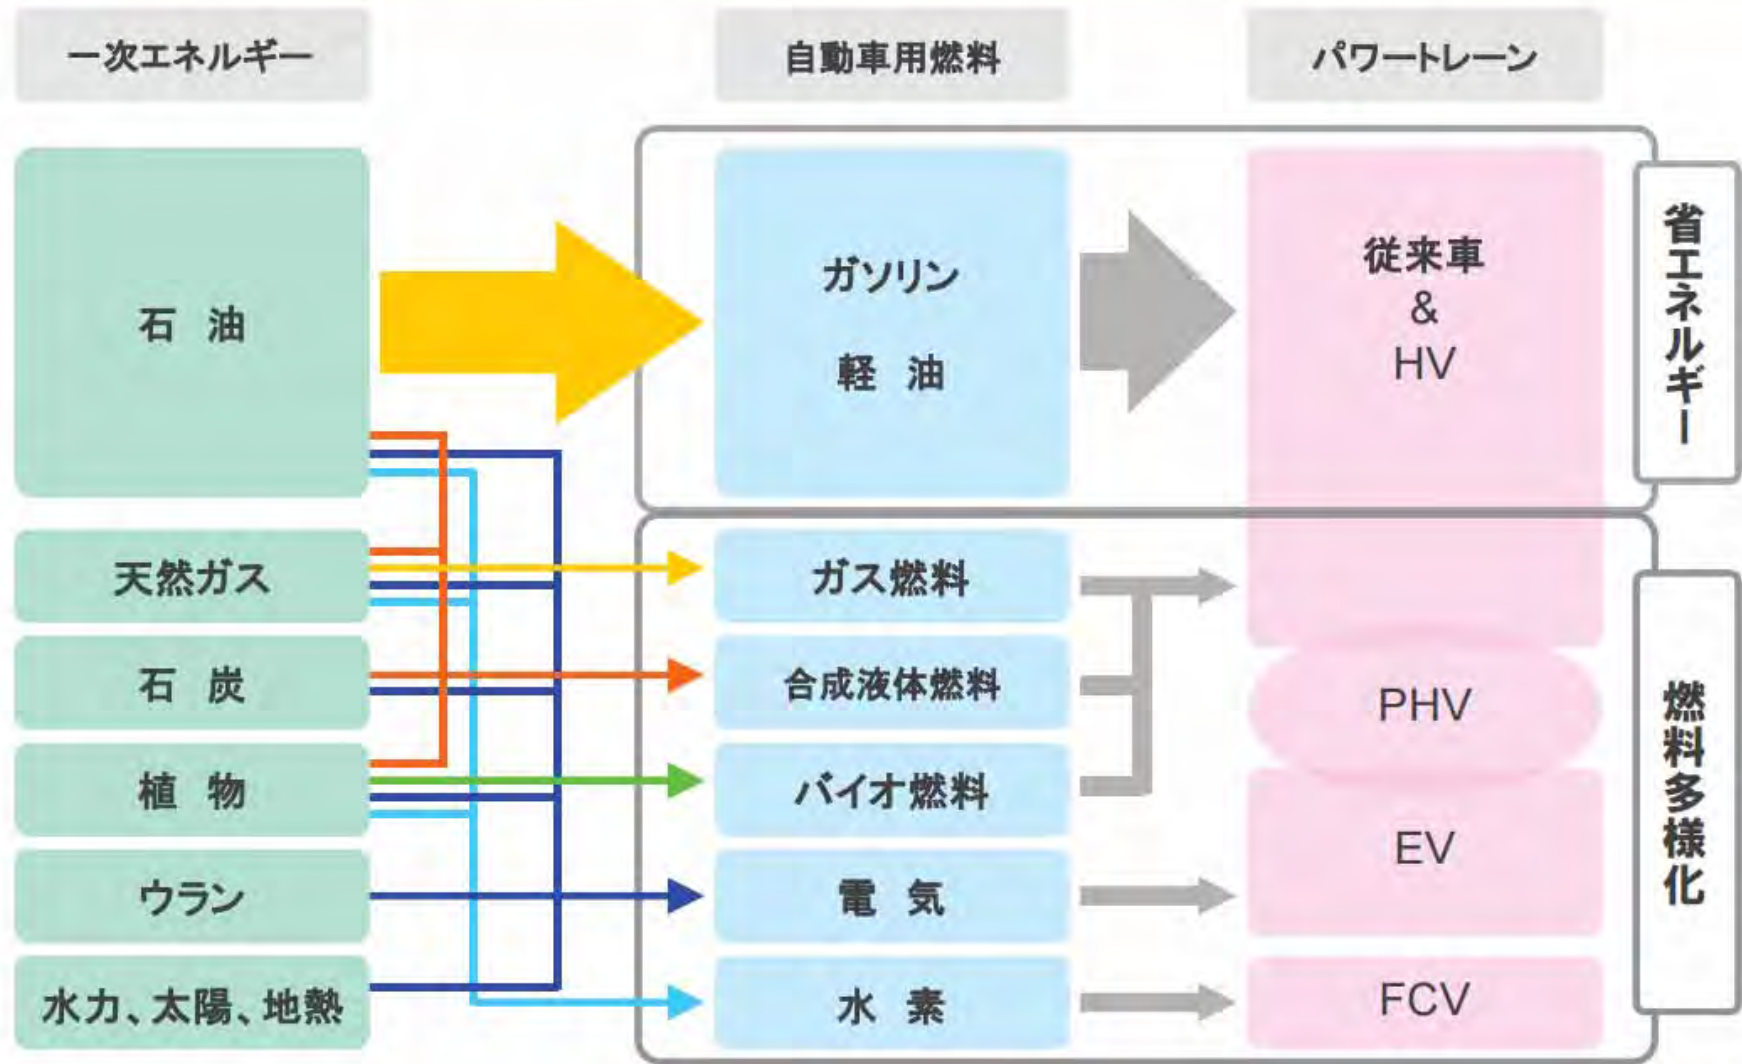 一次エネルギー
自動車用燃料
パワートレーン
石 油
ガソリン
軽 油
従来車
&
HV
省エネルギー
天然ガス
ガス燃料
石 炭
合成液体燃料
PHV
植 物
バイオ燃料
EV
ウラン
電 気
水力、太陽、地熱
水 素
FCV
燃料多様化